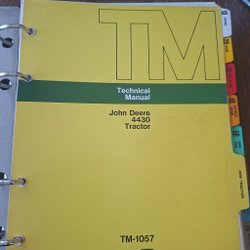 TM
Technical
Manual
John Deere
4430
Tractor
TM-1057